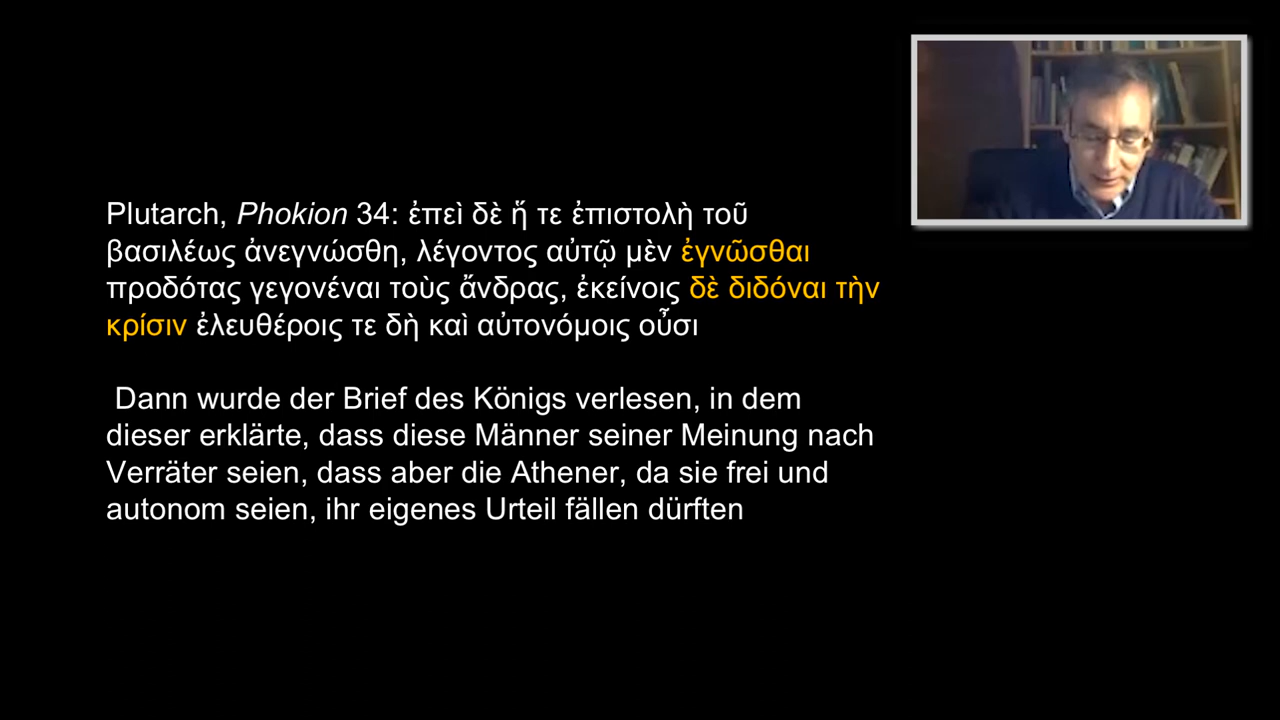 Plutarch, Phokion 34: ἐπεὶ δὲ ἥ τε ἐπιστολὴ τοῦ
βασιλέως ἀνεγνώσθη, λέγοντος αὐτῷ μὲν ἐγνῶσθαι
προδότας γεγονέναι τοὺς ἄνδρας, ἐκείνοις δὲ διδόναι τὴν
κρίσιν ἐλευθέροις τε δὴ καὶ αὐτονόμοις οὖσι
Dann wurde der Brief des Königs verlesen, in dem
dieser erklärte, dass diese Männer seiner Meinung nach
Verräter seien, dass aber die Athener, da sie frei und
autonom seien, ihr eigenes Urteil fällen dürften